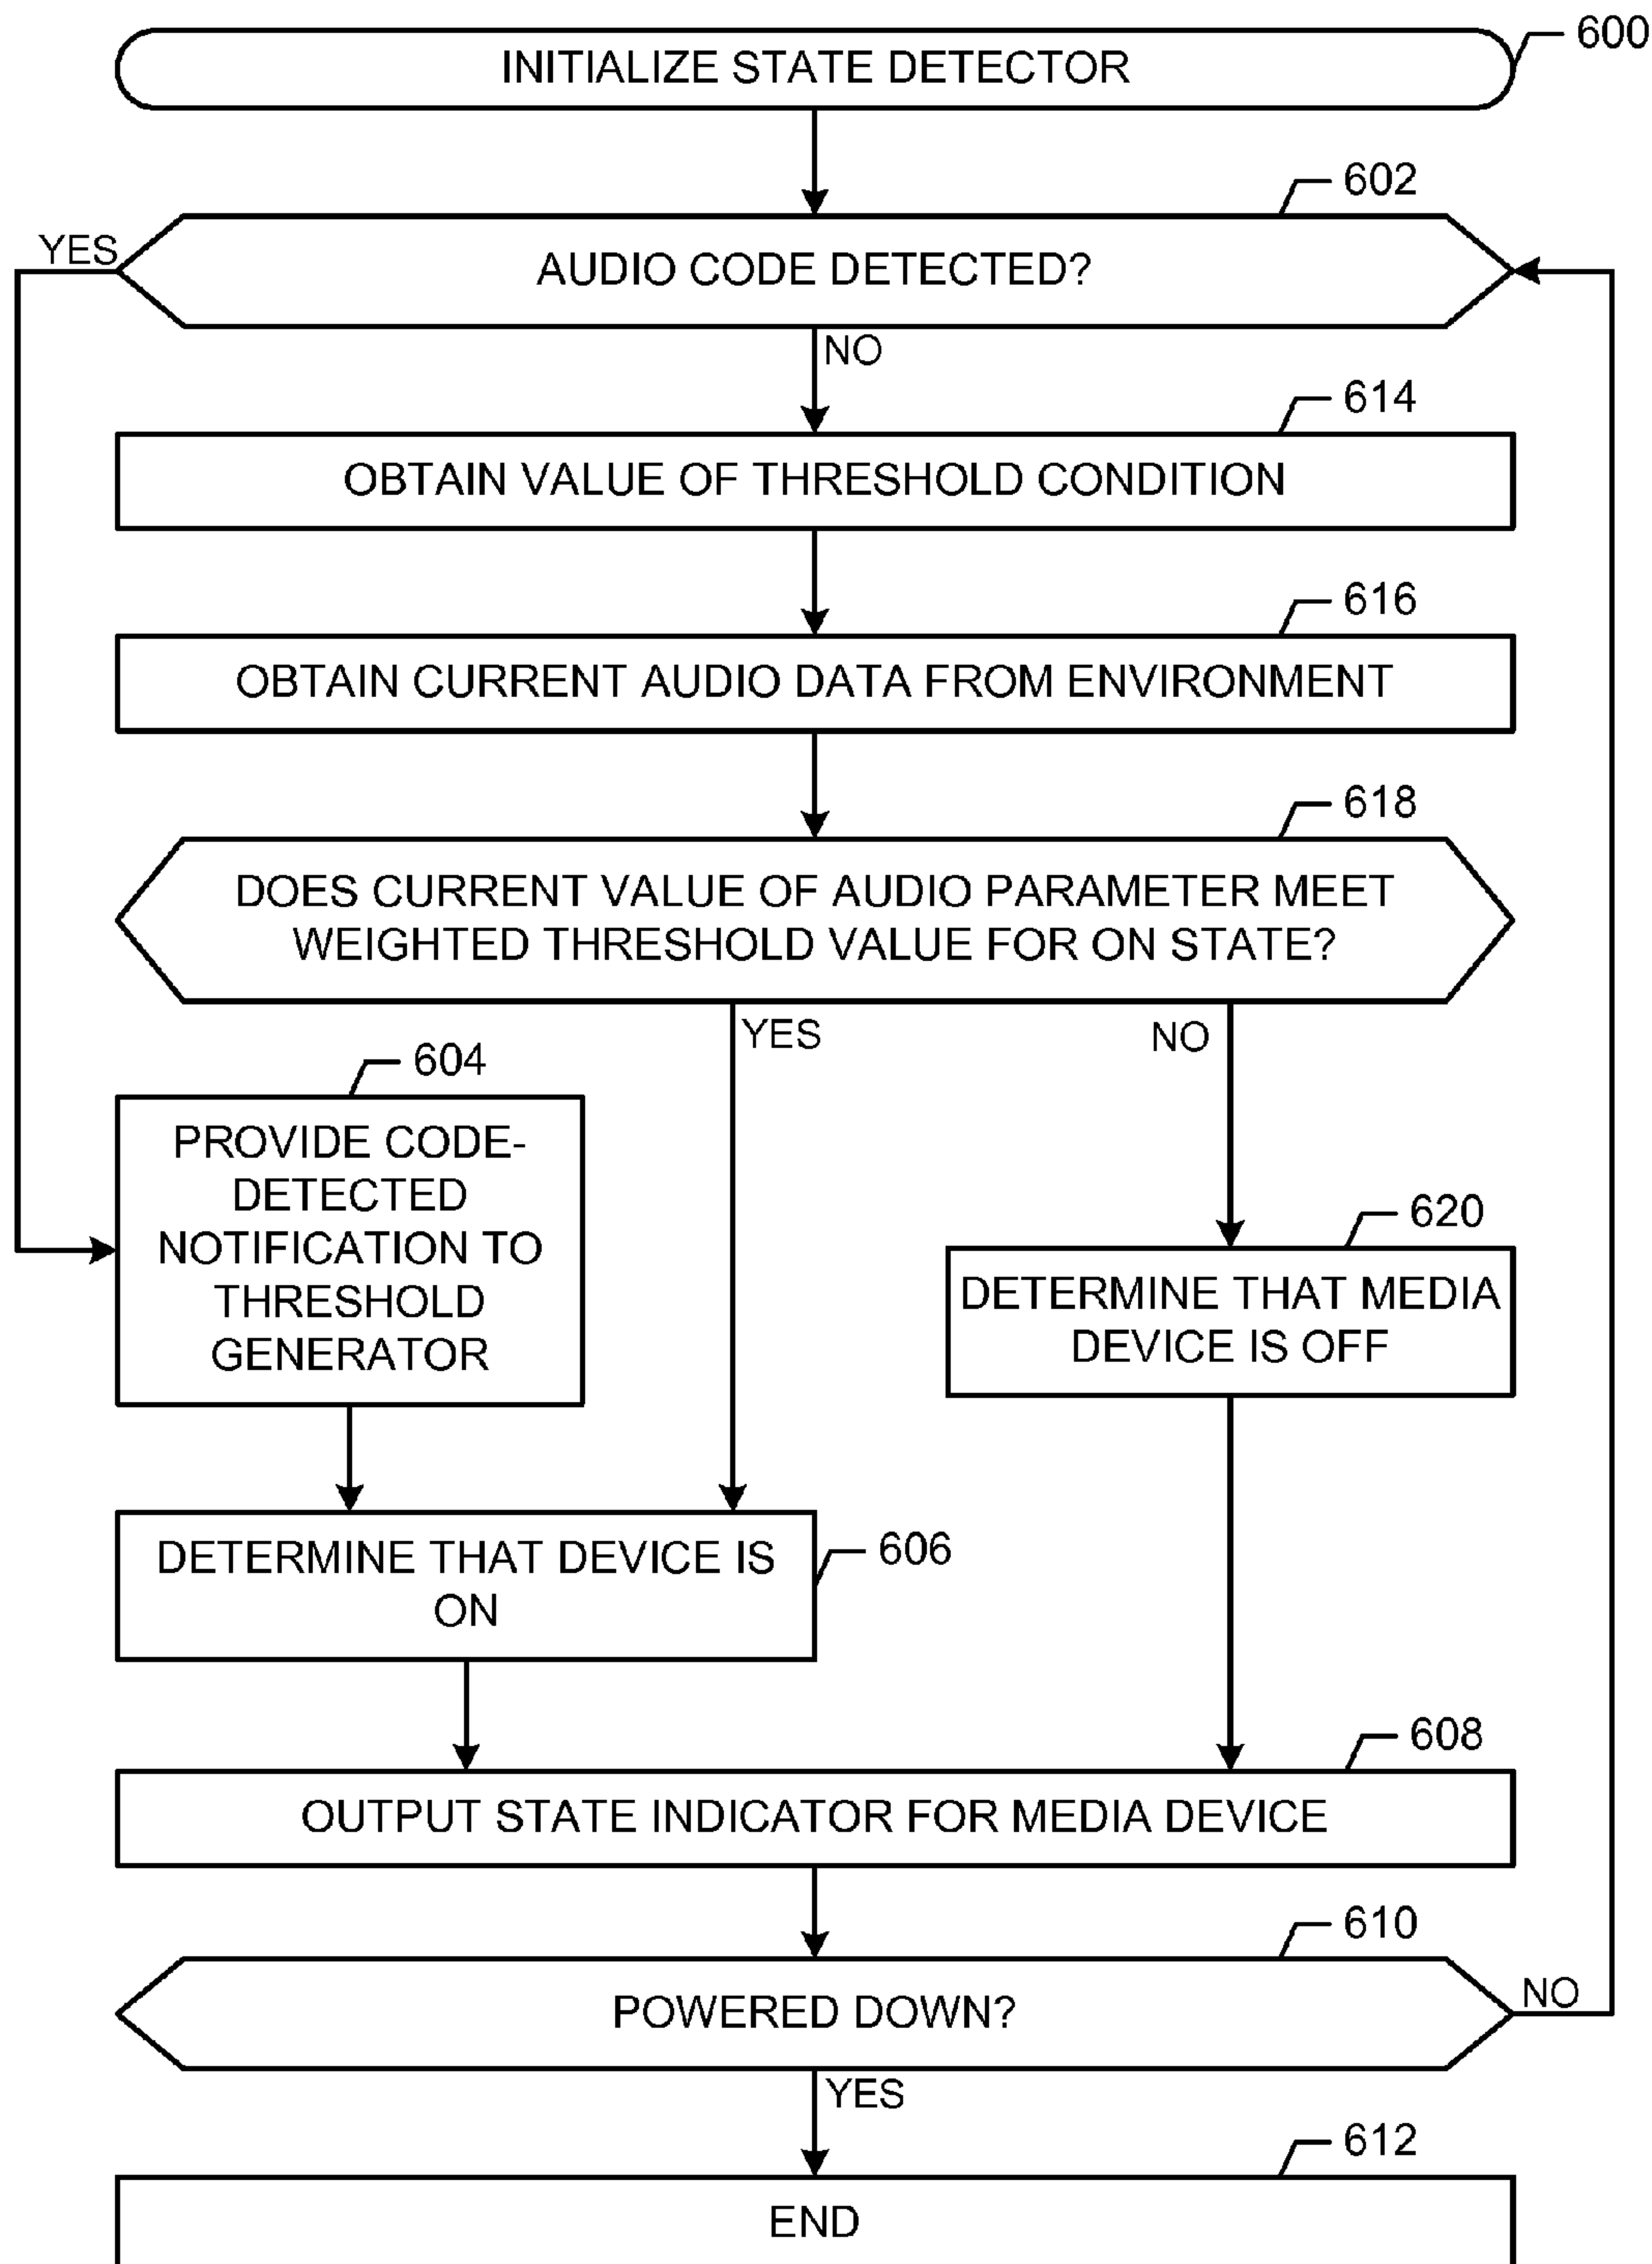 INITIALIZE STATE DETECTOR
600
602
YES
AUDIO CODE DETECTED?
NO
614
OBTAIN VALUE OF THRESHOLD CONDITION
616
OBTAIN CURRENT AUDIO DATA FROM ENVIRONMENT
618
DOES CURRENT VALUE OF AUDIO PARAMETER MEET
WEIGHTED THRESHOLD VALUE FOR ON STATE?
YES
NO
604
PROVIDE CODE-
DETECTED
NOTIFICATION TO
THRESHOLD
GENERATOR
620
DETERMINE THAT MEDIA
DEVICE IS OFF
DETERMINE THAT DEVICE IS
ON
606
608
OUTPUT STATE INDICATOR FOR MEDIA DEVICE
610
POWERED DOWN?
NO
YES
612
END